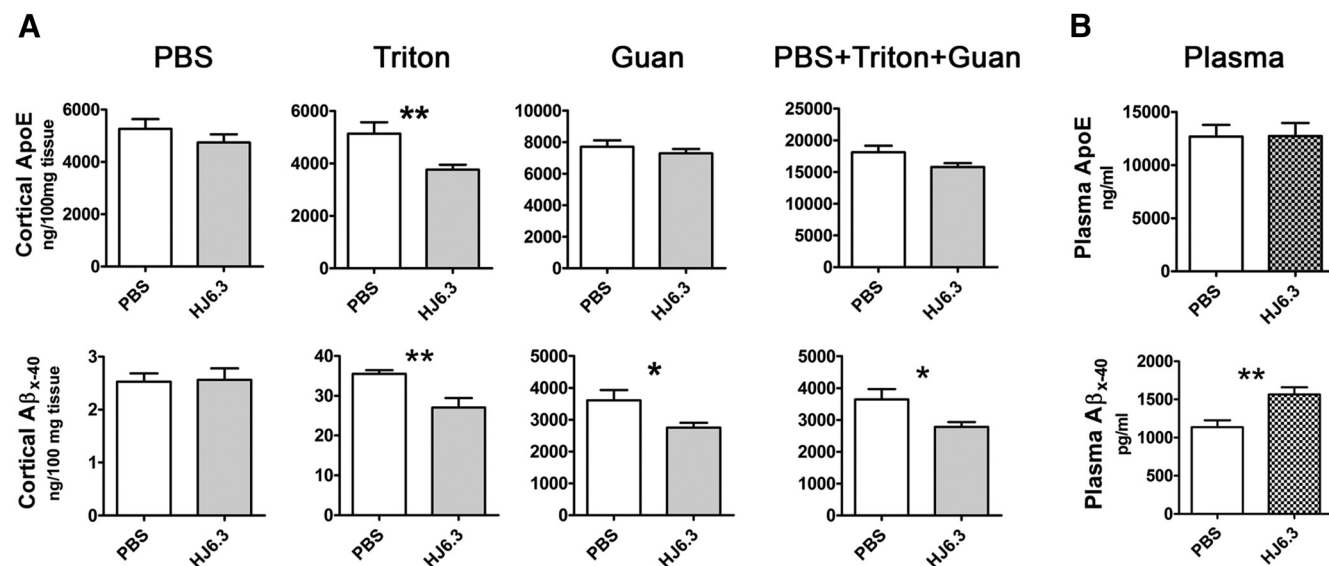 A
B
PBS
Triton
Guan
PBS+Triton+Guan
Plasma
Cortical ApoE
ng/100mg tissue
6000
4000
2000
0
PBS
HJ6.3
6000
4000
2000
0
**
PBS
HJ6.3
10000
8000
6000
4000
2000
0
PBS
HJ6.3
25000
20000
15000
10000
5000
0
PBS
HJ6.3
Plasma ApoE
ng/ml
15000
10000
15000
0
PBS
HJ6.3
Cortical Aβx-40
ng/100 mg tissue
3
2
1
0
PBS
HJ6.3
40
30
20
10
0
**
PBS
HJ6.3
5000
4000
3000
2000
1000
0
*
PBS
HJ6.3
5000
4000
3000
2000
1000
0
*
PBS
HJ6.3
Plasma Aβx-40
pg/ml
2000
1500
1000
500
0
**
PBS
HJ6.3